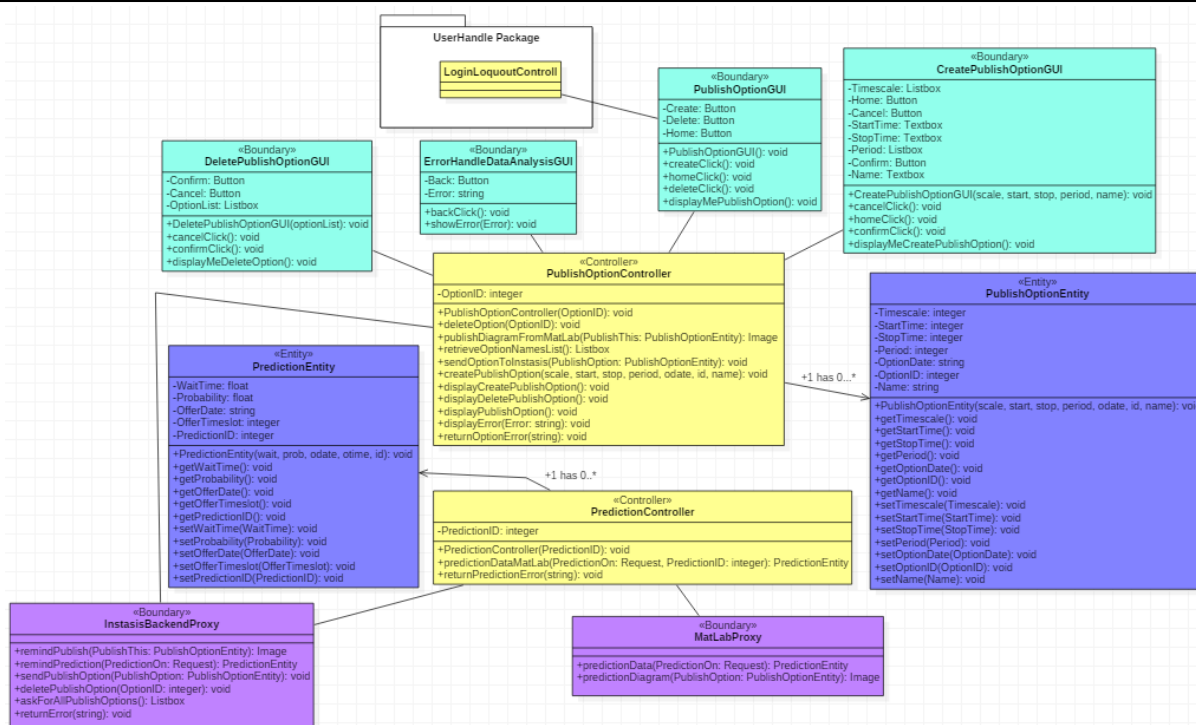 UserHandle Package
LoginLoquoutControll
«Boundary»
PublishOptionGUI
-Create: Button
-Delete: Button
-Home: Button
+PublishOptionGUI(): void
+createClick(): void
+homeClick(): void
+deleteClick(): void
+displayMePublishOption(): void
«Boundary»
CreatePublishOptionGUI
-Timescale: Listbox
-Home: Button
-Cancel: Button
-StartTime: Textbox
-StopTime: Textbox
-Period: Listbox
-Confirm: Button
-Name: Textbox
+CreatePublishOptionGUI(scale, start, stop, period, name): void
+cancelClick(): void
+homeClick(): void
+confirmClick(): void
+displayMeCreatePublishOption(): void
«Boundary»
DeletePublishOptionGUI
-Confirm: Button
-Cancel: Button
-OptionList: Listbox
+DeletePublishOptionGUI(optionList): void
+cancelClick(): void
+confirmClick(): void
+displayMeDeleteOption(): void
«Boundary»
ErrorHandleDataAnalysisGUI
-Back: Button
-Error: string
+backClick(): void
+showError(Error): void
«Controller»
PublishOptionController
-OptionID: integer
+PublishOptionController(OptionID): void
+deleteOption(OptionID): void
+publishDiagramFromMatLab(PublishThis: PublishOptionEntity): Image
+retrieveOptionNamesList(): Listbox
+sendOptionToInstasis(PublishOption: PublishOptionEntity): void
+createPublishOption(scale, start, stop, period, odate, id, name): void
+displayCreatePublishOption(): void
+displayDeletePublishOption(): void
+displayPublishOption(): void
+displayError(Error: string): void
+returnOptionError(string): void
+1 has 0...*
«Entity»
PublishOptionEntity
-Timescale: integer
-StartTime: integer
-StopTime: integer
-Period: integer
-OptionDate: string
-OptionID: integer
-Name: string
+PublishOptionEntity(scale, start, stop, period, odate, id, name): voi
+getTimescale(): void
+getStartTime(): void
+getStopTime(): void
+getPeriod(): void
+getOptionDate(): void
+getOptionID(): void
+getName(): void
+setTimescale(Timescale): void
+setStartTime(StartTime): void
+setStopTime(StopTime): void
+setPeriod(Period): void
+setOptionDate(OptionDate): void
+setOptionID(OptionID): void
+setName(Name): void
«Entity»
PredictionEntity
-WaitTime: float
-Probability: float
-OfferDate: string
-OfferTimeslot: integer
-PredictionID: integer
+PredictionEntity(wait, prob, odate, otime, id): void
+getWaitTime(): void
+getProbability(): void
+getOfferDate(): void
+getOfferTimeslot(): void
+getPredictionID(): void
+setWaitTime(WaitTime): void
+setProbability(Probability): void
+setOfferDate(OfferDate): void
+setOfferTimeslot(OfferTimeslot): void
+setPredictionID(PredictionID): void
+1 has 0..*
«Controller»
PredictionController
-PredictionID: integer
+PredictionController(PredictionID): void
+predictionDataMatLab(PredictionOn: Request, PredictionID: integer): PredictionEntity
+returnPredictionError(string): void
«Boundary»
InstasisBackendProxy
+remindPublish(PublishThis: PublishOptionEntity): Image
+remindPrediction(PredictionOn: Request): PredictionEntity
+sendPublishOption(PublishOption: PublishOptionEntity): void
+deletePublishOption(OptionID: integer): void
+askForAllPublishOptions(): Listbox
+returnError(string): void
«Boundary»
MatLabProxy
+predictionData(PredictionOn: Request): PredictionEntity
+predictionDiagram(PublishOption: PublishOptionEntity): Image